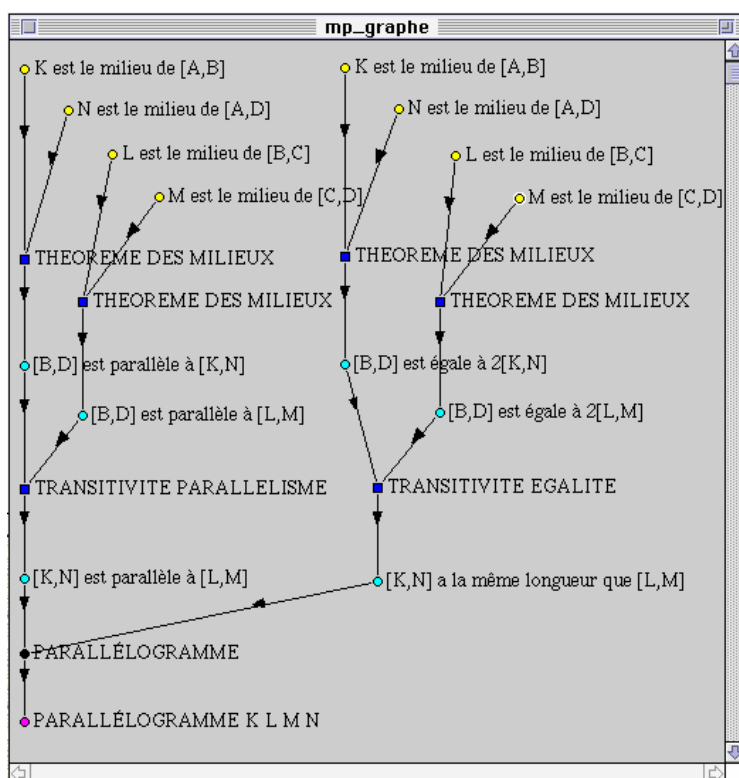 mp_graphe
K est le milieu de [A,B]
K est le milieu de [A,B]
N est le milieu de [A,D]
N est le milieu de [A,D]
L est le milieu de [B,C]
L est le milieu de [B,C]
M est le milieu de [C,D]
M est le milieu de [C,D]
THEOREME DES MILIEUX
THEOREME DES MILIEUX
THEOREME DES MILIEUX
THEOREME DES MILIEUX
[B,D] est parallèle à [K,N]
[B,D] est égale à 2[K,N]
[B,D] est parallèle à [L,M]
[B,D] est égale à 2[L,M]
TRANSITIVITE PARALLELISME
TRANSITIVITE EGALITE
[K,N] est parallèle à [L,M]
[K,N] a la même longueur que [L,M]
PARALLÉLOGRAMME
PARALLÉLOGRAMME K L M N